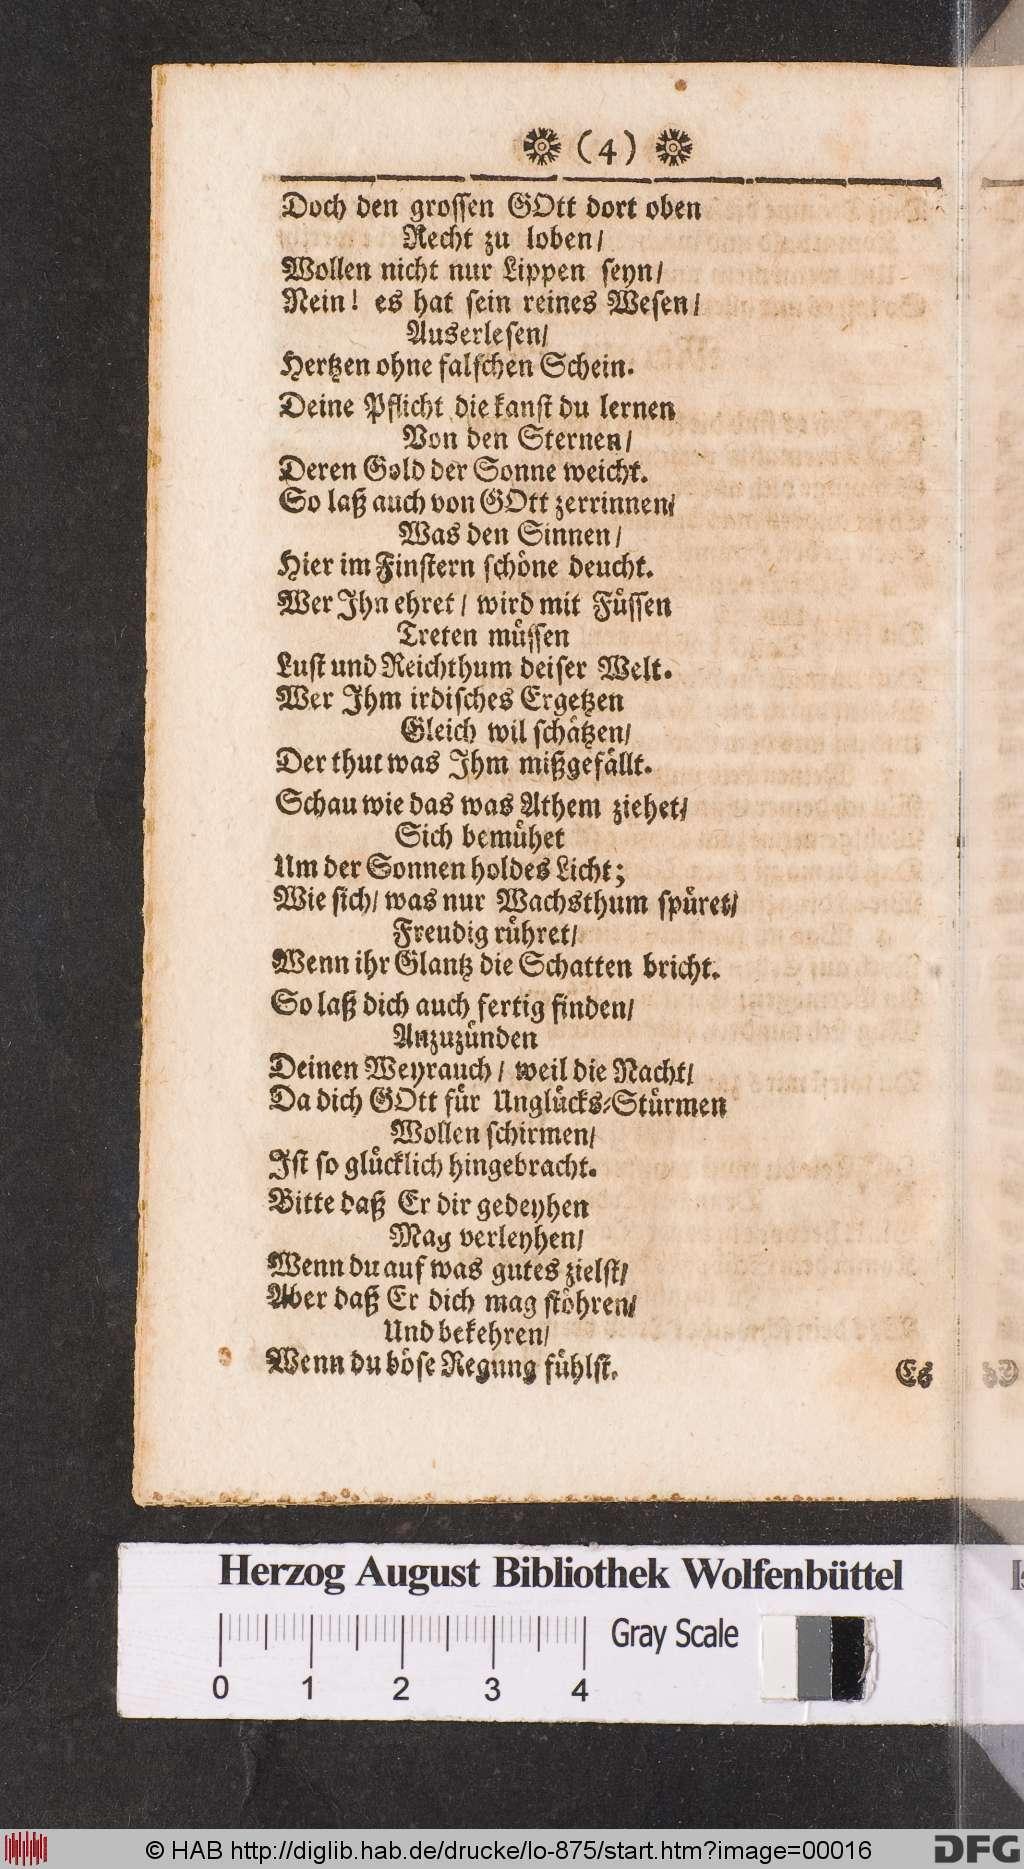 (4)
Doch den grossen GOtt dort oben
Recht zu loben/
Wollen nicht nur Lippen seyn/
Nein! es hat sein reines Wesen/
Auserlesen/
Hertzen ohne falschen Schein.
Deine Pflicht die kanst du lernen
Von den Sternen/
Deren Gold der Sonne weicht.
So laß auch von GOtt zerrinnen/
Was den Sinnen/
Hier im Finstern schöne deucht.
Wer Ihn ehret/ wird mit Füssen
Treten müssen
Lust und Reichthum deiser Welt.
Wer Ihm irdisches Ergetzen
Gleich wil schätzen/
Der thut was Ihm mißgefällt.
Schau wie das was Athem ziehet/
Sich bemühet
Um der Sonnen holdes Licht;
Wie sich/ was nur Wachsthum spüret/
Freudig rühret/
Wenn ihr Glantz die Schatten bricht.
So laß dich auch fertig finden/
Anzuzünden
Deinen Weyrauch/ weil die Nacht/
Da dich GOtt für Unglücks-Stürmen
Wollen schirmen/
Ist so glücklich hingebracht.
Bitte daß Er dir gedeyhen
Mag verleyhen/
Wenn du auf was gutes zielst/
Aber daß Er dich mag stöhren/
Und bekehren/
Wenn du böse Regung fühlst.
Es
Herzog August Bibliothek Wolfenbüttel
Gray Scale
0 1 2 3 4
© HAB http://diglib.hab.de/drucke/lo-875/start.htm?image=00016
DFG